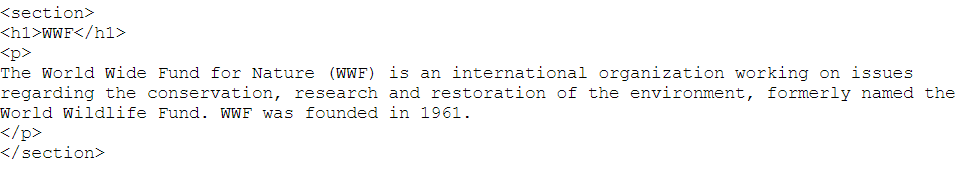 <section>
<h1>WWF</h1>
<p>
The World Wide Fund for Nature (WWF) is an international organization working on issues
regarding the conservation, research and restoration of the environment, formerly named the
World Wildlife Fund. WWF was founded in 1961.
</p>
</section>